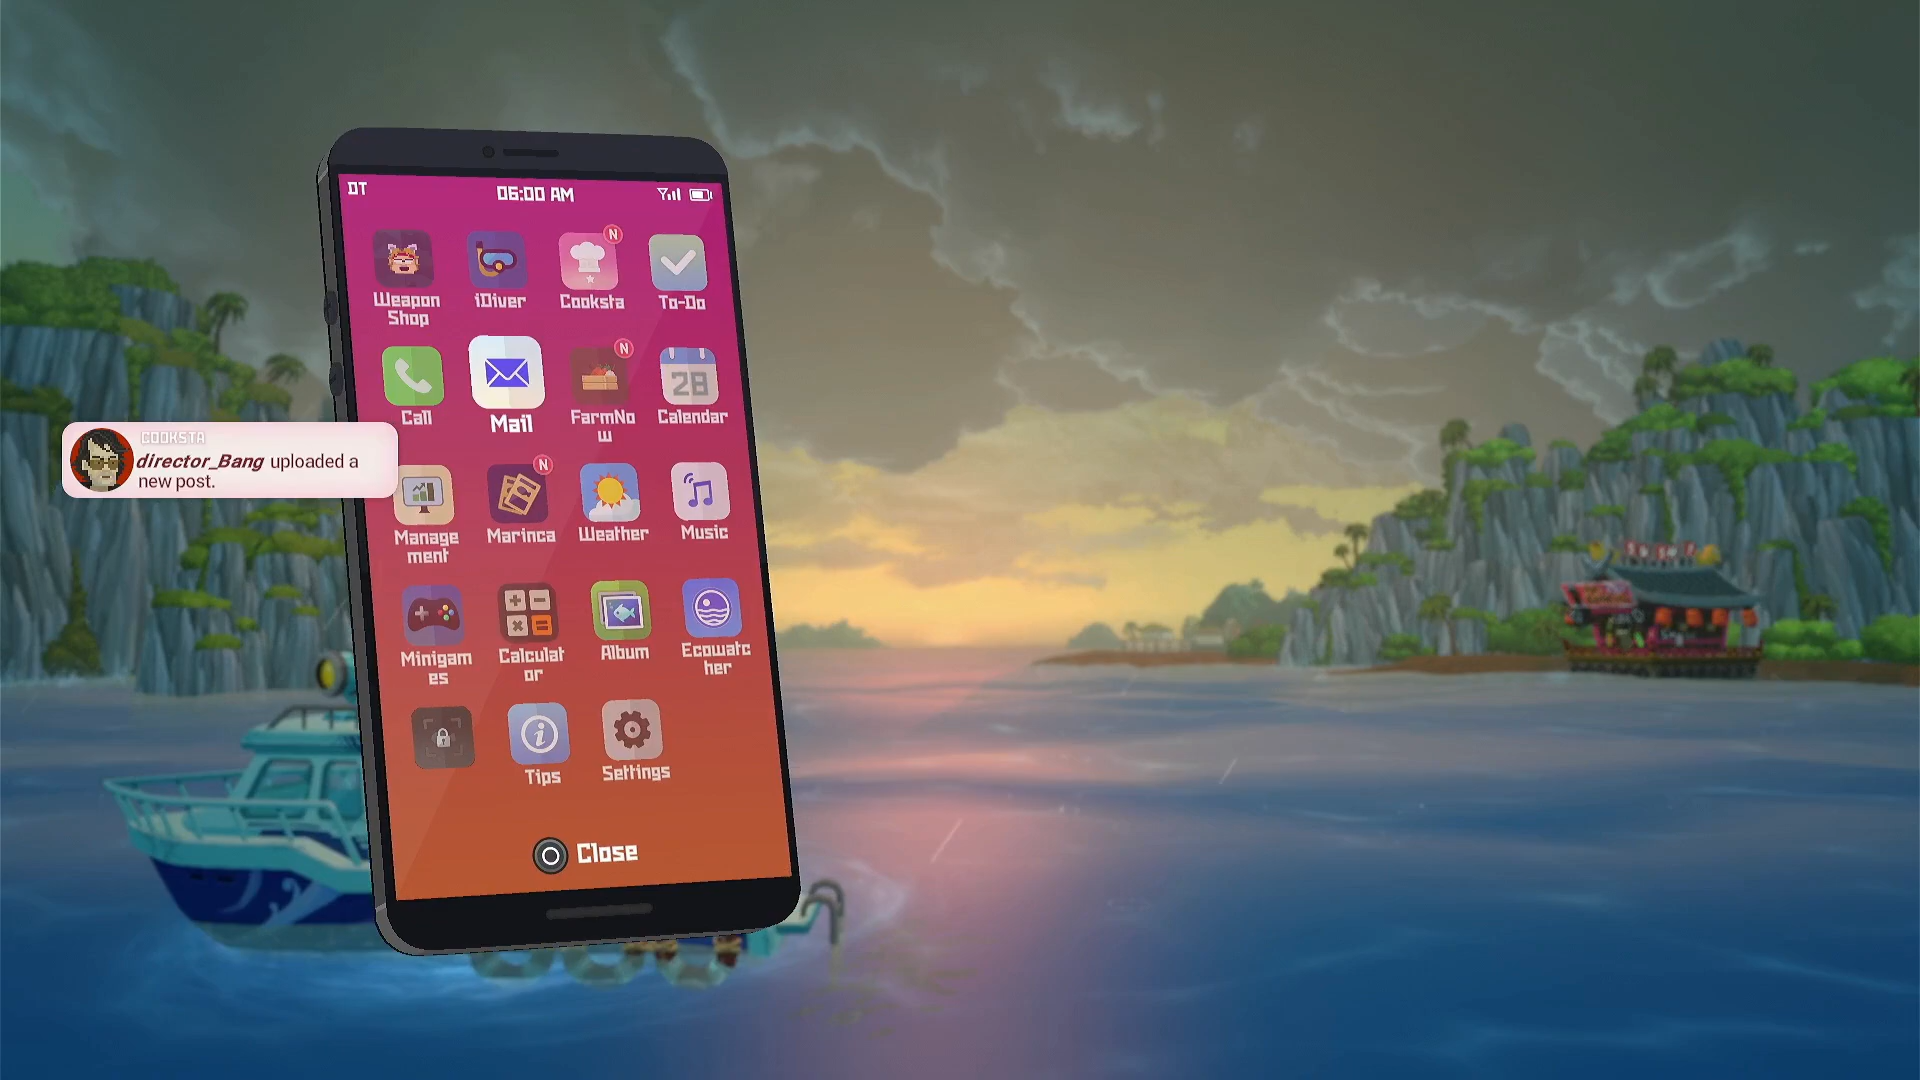 DT
06:00 AM
N
Weapon
Shop
iDiver
Cooksta
To-Do
N
28
Call
Mail
FarmNo
w
Calendar
COOKSTA
director_Bang uploaded a
new post.
N
Manage
ment
Marinca
Weather
Music
Minigam
es
Calculat
or
Album
Ecowatc
her
Tips
Settings
Close